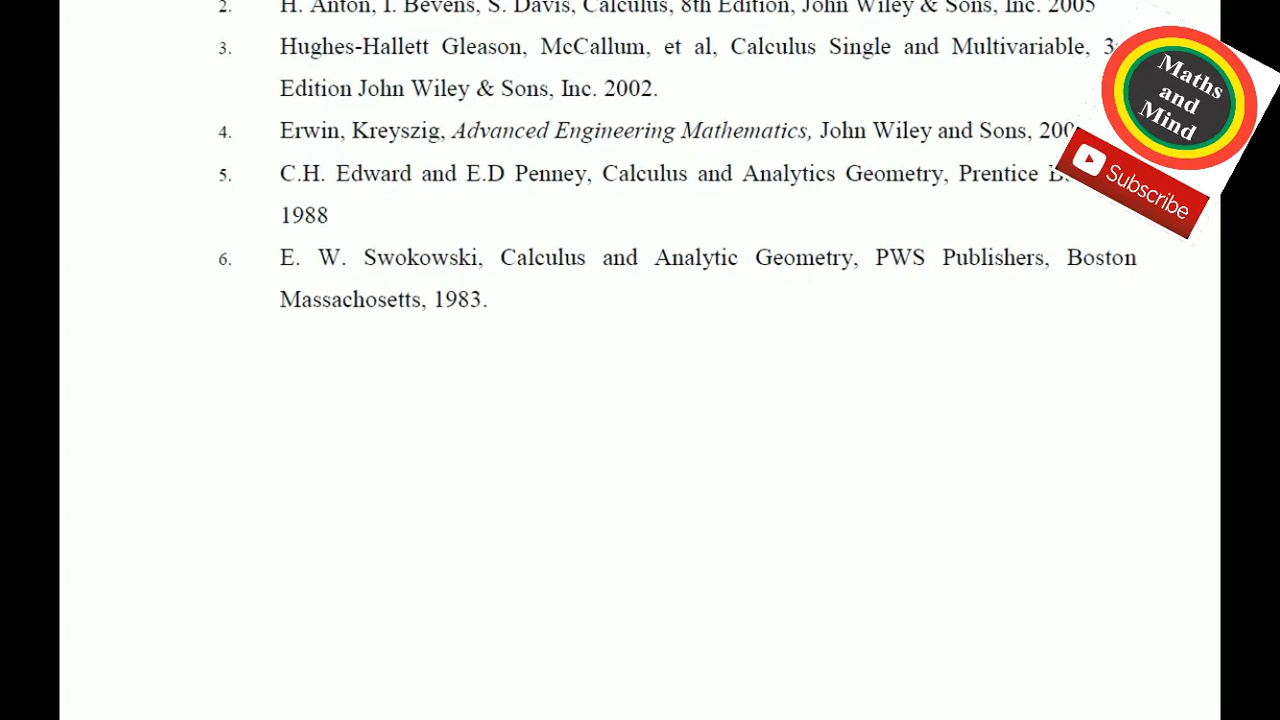 2. H. Anton, I. Bevens, S. Davis, Calculus, 8th Edition, John Wiley & Sons, Inc. 2005
3. Hughes-Hallett Gleason, McCallum, et al, Calculus Single and Multivariable,
Edition John Wiley & Sons, Inc. 2002.
4. Erwin, Kreyszig, Advanced Engineering Mathematics, John Wiley and Sons,
5. C.H. Edward and E.D Penney, Calculus and Analytics Geometry, Prentice
1988
6. E. W. Swokowski, Calculus and Analytic Geometry, PWS Publishers, Boston
Massachosetts, 1983.
Maths
and
Mind
Subscribe